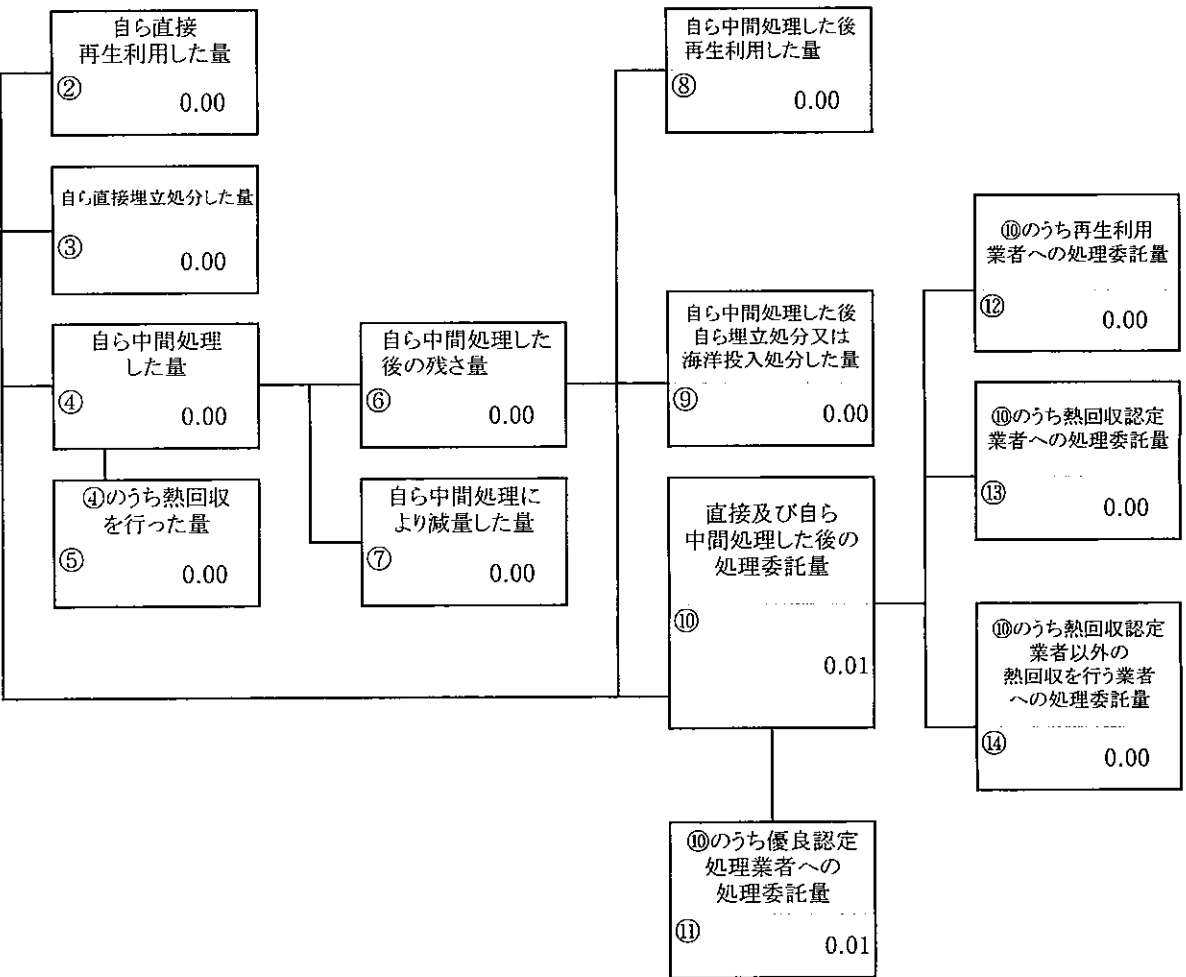 自ら直接
再生利用した量
②
0.00
自ら直接埋立処分した量
③
0.00
自ら中間処理
した量
④
0.00
④のうち熱回収
を行った量
⑤
0.00
自ら中間処理した
後の残さ量
⑥
0.00
自ら中間処理に
より減量した量
⑦
0.00
自ら中間処理した後
再生利用した量
⑧
0.00
自ら中間処理した後
自ら埋立処分又は
海洋投入処分した量
⑨
0.00
直接及び自ら
中間処理した後の
処理委託量
⑩
0.01
⑩のうち優良認定
処理業者への
処理委託量
⑪
0.01
⑩のうち再生利用
業者への処理委託量
⑫
0.00
⑩のうち熱回収認定
業者への処理委託量
⑬
0.00
⑩のうち熱回収認定
業者以外の
熱回収を行う業者
への処理委託量
⑭
0.00